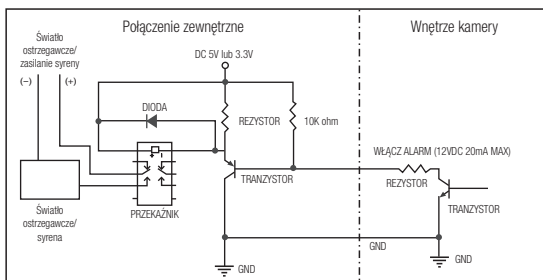 Połączenie zewnętrzne
Wnętrze kamery
Światło
ostrzegawcze/
zasilanie syreny
(–) (+)
DC 5V lub 3.3V
DIODA
REZYSTOR
10K ohm
WŁĄCZ ALARM (12VDC 20mA MAX)
REZYSTOR
TRANZYSTOR
TRANZYSTOR
PRZEKAŹNIK
Światło
ostrzegawcze/
syrena
GND
GND
GND